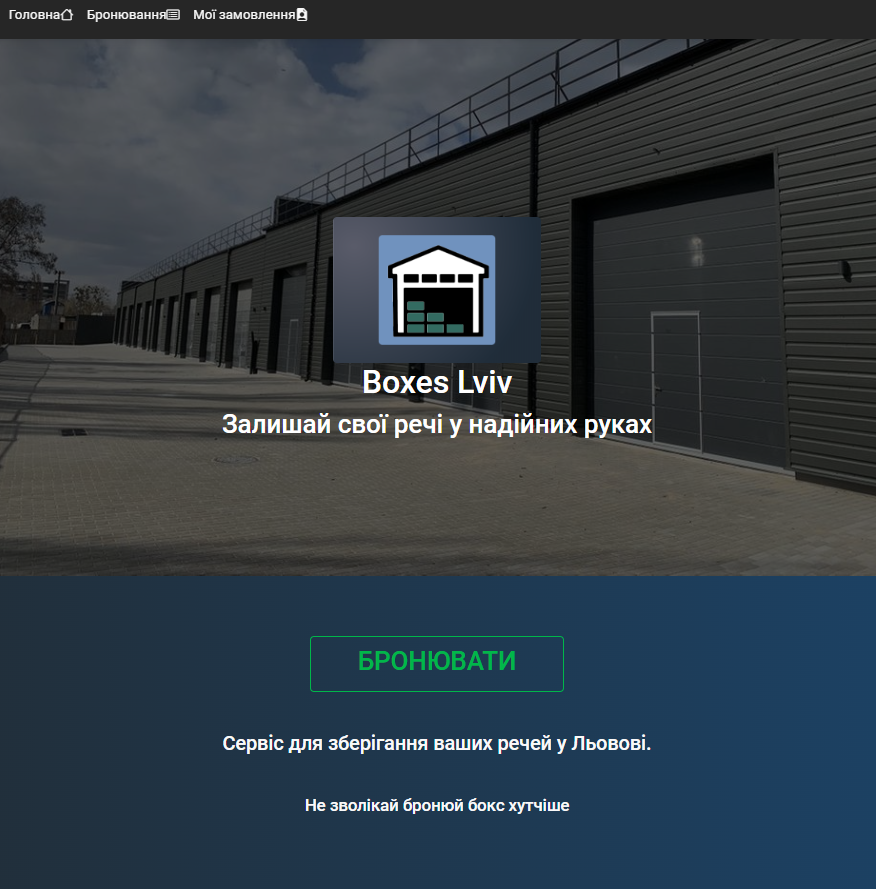 Головна Бронювання Мої замовлення
Boxes Lviv
Залишай свої речі у надійних руках
БРОНЮВАТИ
Сервіс для зберігання ваших речей у Львові.
Не зволікай бронюй бокс хутчіше